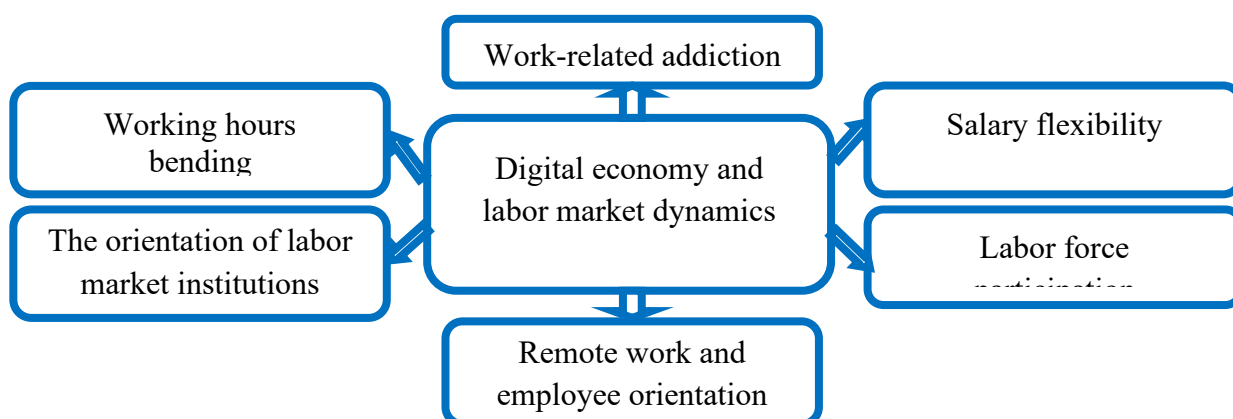 Work-related addiction
Working hours
bending
Salary flexibility
Digital economy and
labor market dynamics
The orientation of labor
market institutions
Labor force
participation
Remote work and
employee orientation